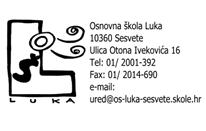 Osnovna škola Luka
10360 Sesvete
Ulica Otona Ivekovića 16
Tel: 01/ 2001-392
Fax: 01/ 2014-690
e-mail:
ured@os-luka-sesvete.skole.hr
LUKA